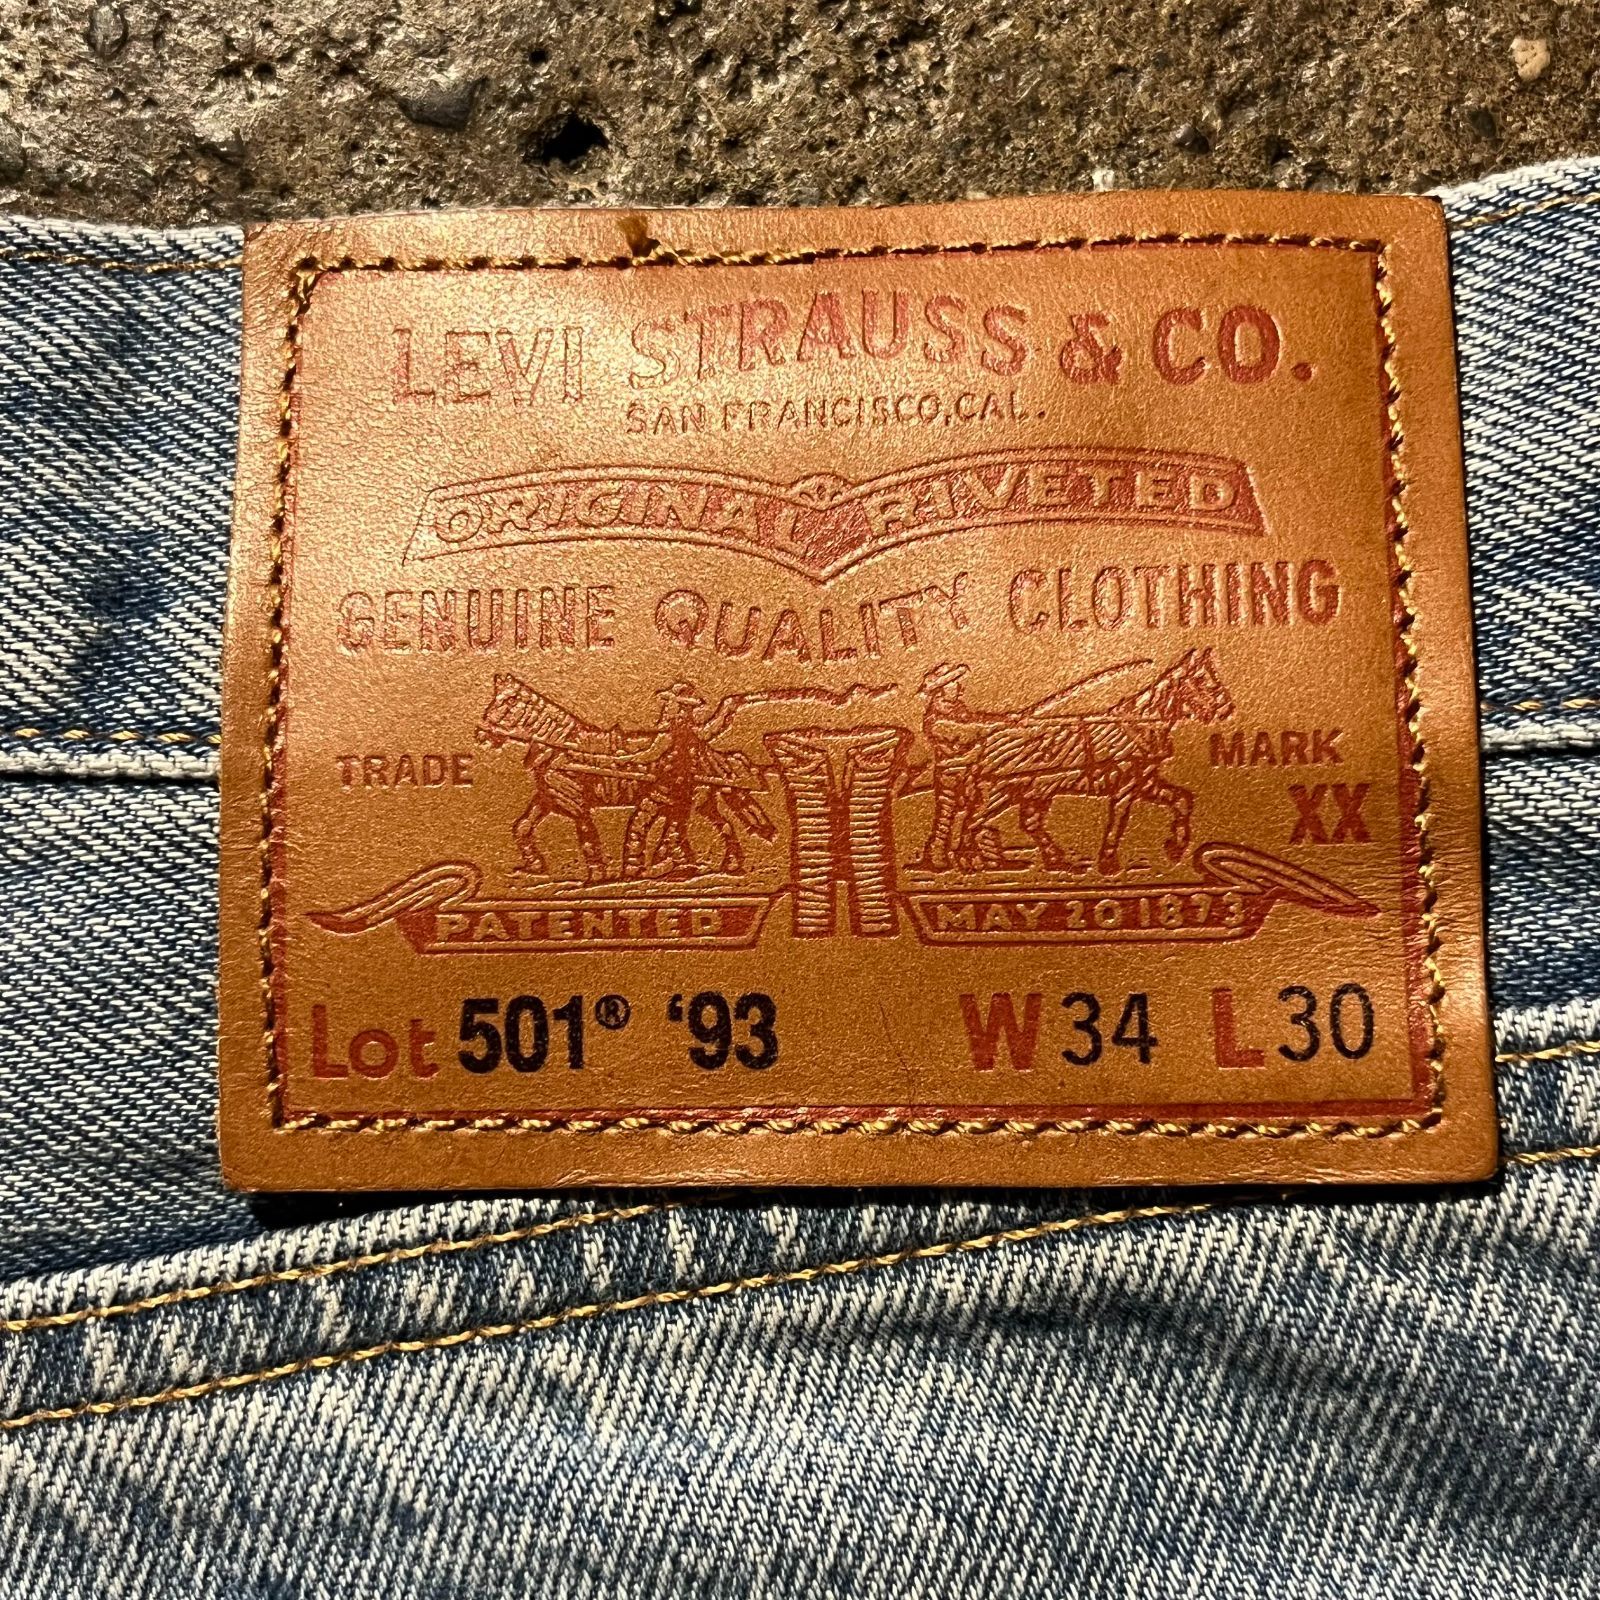 LEVI STRAUSS & CO.
SAN FRANCISCO, CAL.
ORIGINAL RIVETED
GENUINE QUALITY CLOTHING
TRADE MARK
XX
PATENTED MAY 20 1873
Lot 501® '93 W 34 L 30